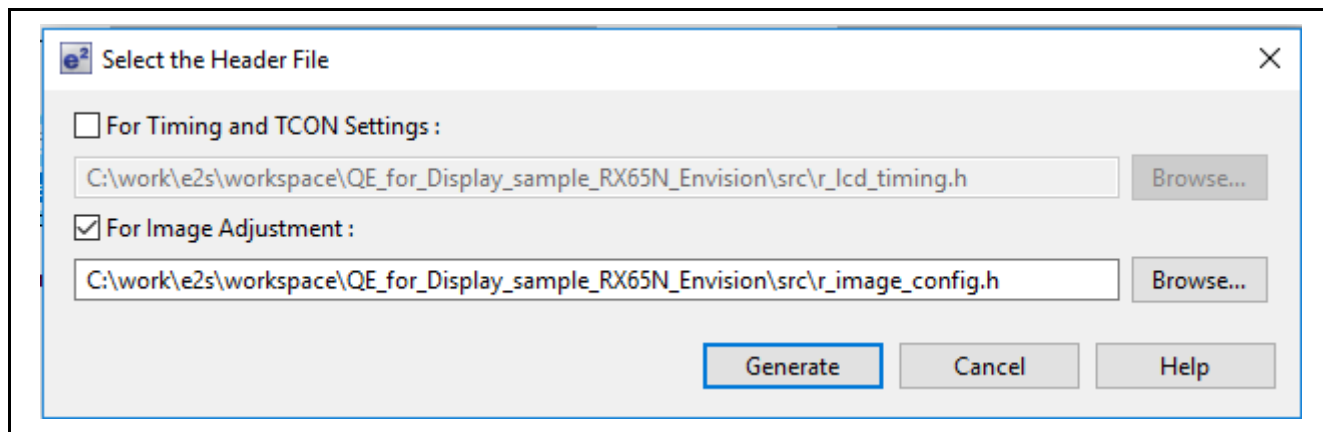 e²
Select the Header File
For Timing and TCON Settings :
C:\work\e2s\workspace\QE_for_Display_sample_RX65N_Envision\src\r_lcd_timing.h
Browse...
For Image Adjustment :
C:\work\e2s\workspace\QE_for_Display_sample_RX65N_Envision\src\r_image_config.h
Browse...
Generate
Cancel
Help